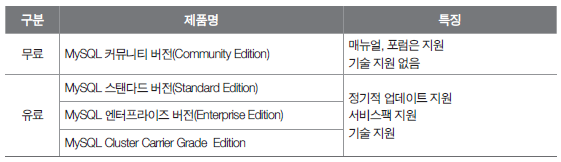 구분 제품명 특징
무료 MySQL 커뮤니티 버전(Community Edition) 매뉴얼, 포럼은 지원
기술 지원 없음
유료 MySQL 스탠다드 버전(Standard Edition)
MySQL 엔터프라이즈 버전(Enterprise Edition)
MySQL Cluster Carrier Grade Edition
정기적 업데이트 지원
서비스팩 지원
기술 지원